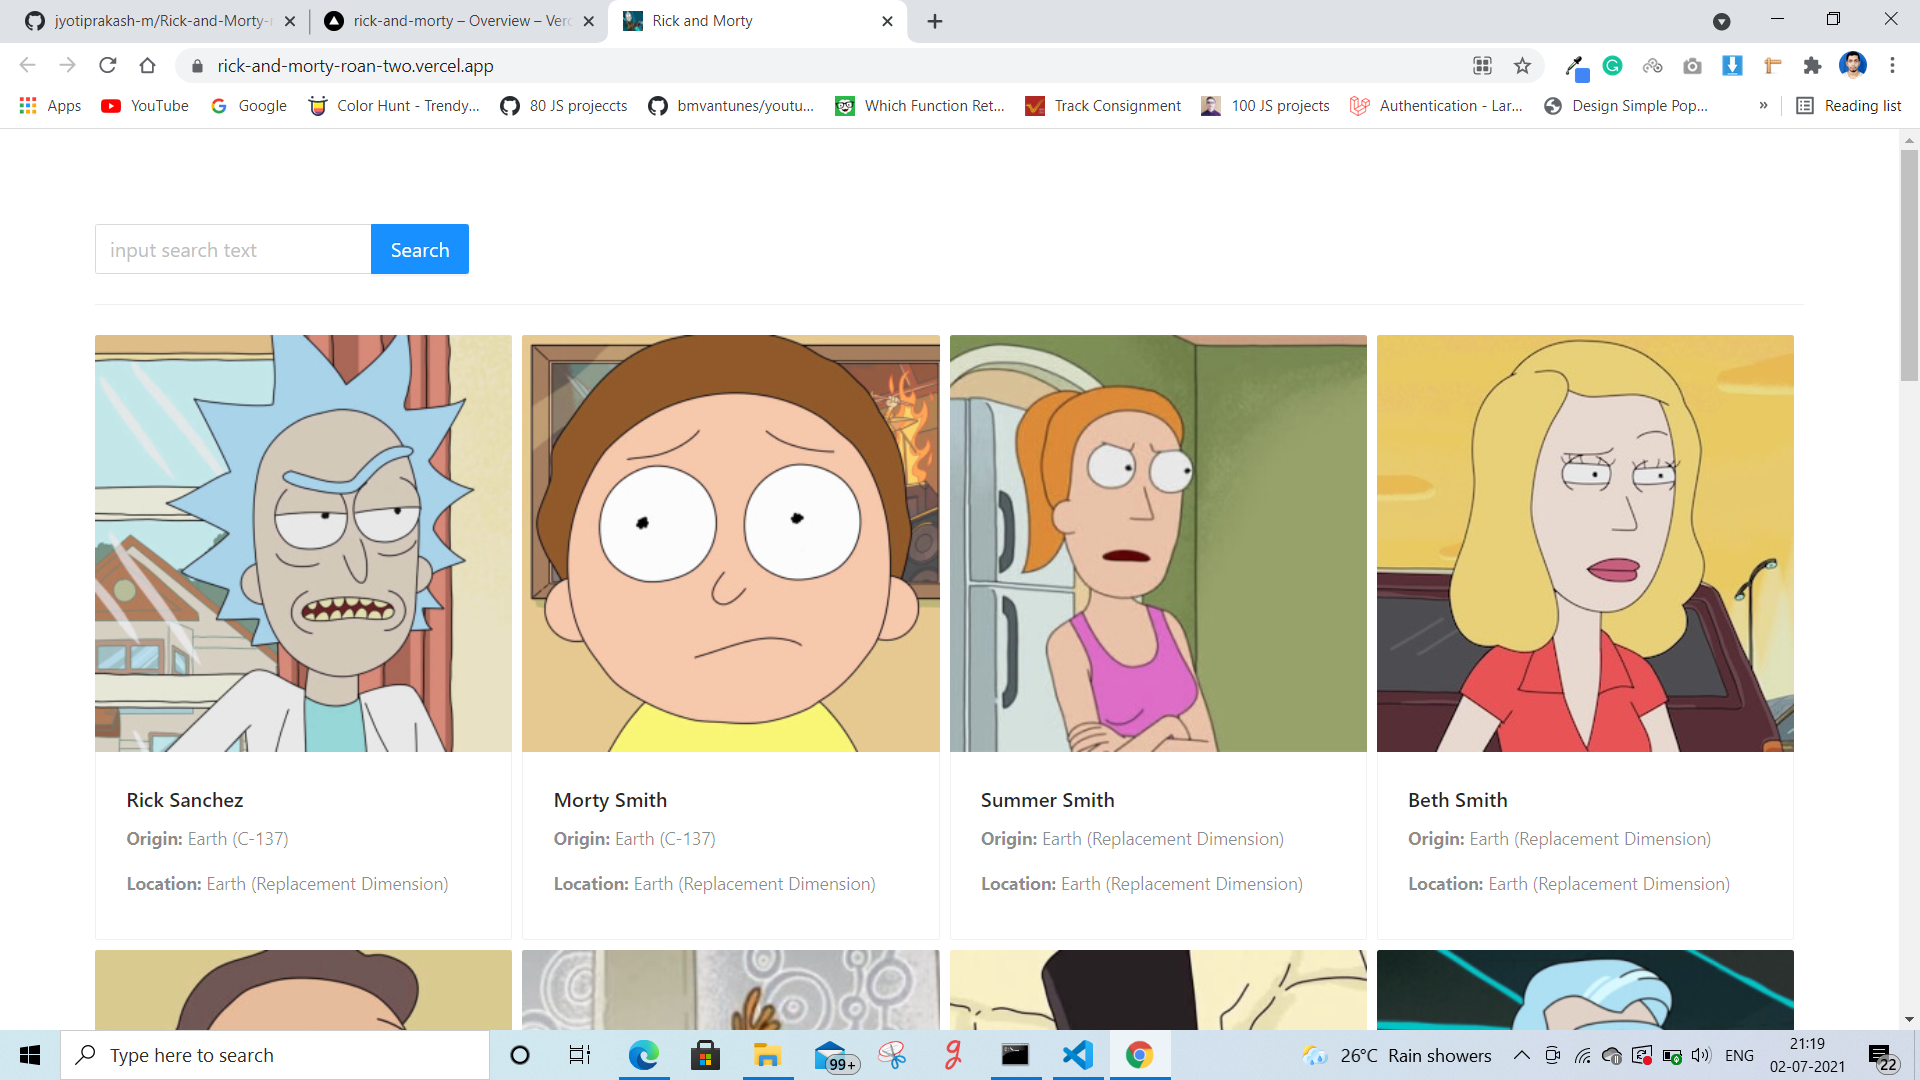 jyotiprakash-m/Rick-and-Morty-r
rick-and-morty – Overview – Verc
Rick and Morty
rick-and-morty-roan-two.vercel.app
Apps
YouTube
Google
Color Hunt - Trendy...
80 JS projeccts
bmvantunes/youtu...
Which Function Ret...
Track Consignment
100 JS projects
Authentication - Lar...
Design Simple Pop...
»
Reading list
input search text
Search
Rick Sanchez
Origin: Earth (C-137)
Location: Earth (Replacement Dimension)
Morty Smith
Origin: Earth (C-137)
Location: Earth (Replacement Dimension)
Summer Smith
Origin: Earth (Replacement Dimension)
Location: Earth (Replacement Dimension)
Beth Smith
Origin: Earth (Replacement Dimension)
Location: Earth (Replacement Dimension)
Type here to search
99+
26°C Rain showers
ENG
21:19
02-07-2021
22